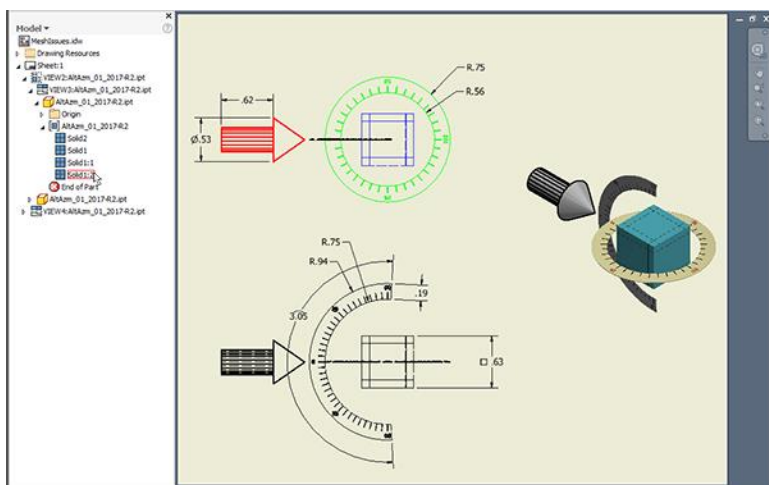 Model
MeshIssues.idw
Drawing Resources
Sheet:1
VIEW2:AltAzm_01_2017-R2.ipt
VIEW3:AltAzm_01_2017-R2.ipt
AltAzm_01_2017-R2.ipt
Origin
AltAzm_01_2017-R2
Solid2
Solid1
Solid1:1
Solid1:2
End of Part
AltAzm_01_2017-R2.ipt
VIEW4:AltAzm_01_2017-R2.ipt
R.75
R.56
.62
Ø.53
R.75
R.94
.19
3.05
□ .63